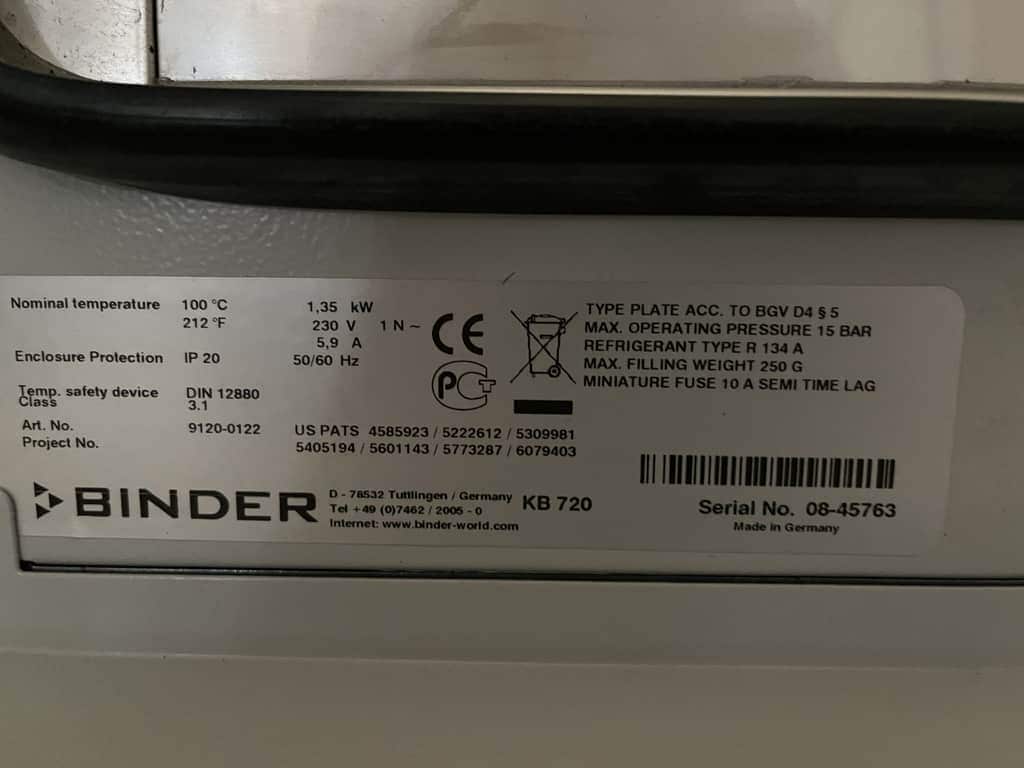 Nominal temperature 100 °C 1,35 kW
212 °F 230 V 1 N ~
5,9 A
Enclosure Protection IP 20 50/60 Hz
Temp. safety device DIN 12880
Class 3.1
Art. No. 9120-0122
Project No.
US PATS 4585923 / 5222612 / 5309981
5405194 / 5601143 / 5773287 / 6079403
CE
PCT
TYPE PLATE ACC. TO BGV D4 § 5
MAX. OPERATING PRESSURE 15 BAR
REFRIGERANT TYPE R 134 A
MAX. FILLING WEIGHT 250 G
MINIATURE FUSE 10 A SEMI TIME LAG
BINDER
D - 78532 Tuttlingen / Germany
Tel +49 (0)7462 / 2005 - 0
Internet: www.binder-world.com
KB 720
Serial No. 08-45763
Made in Germany